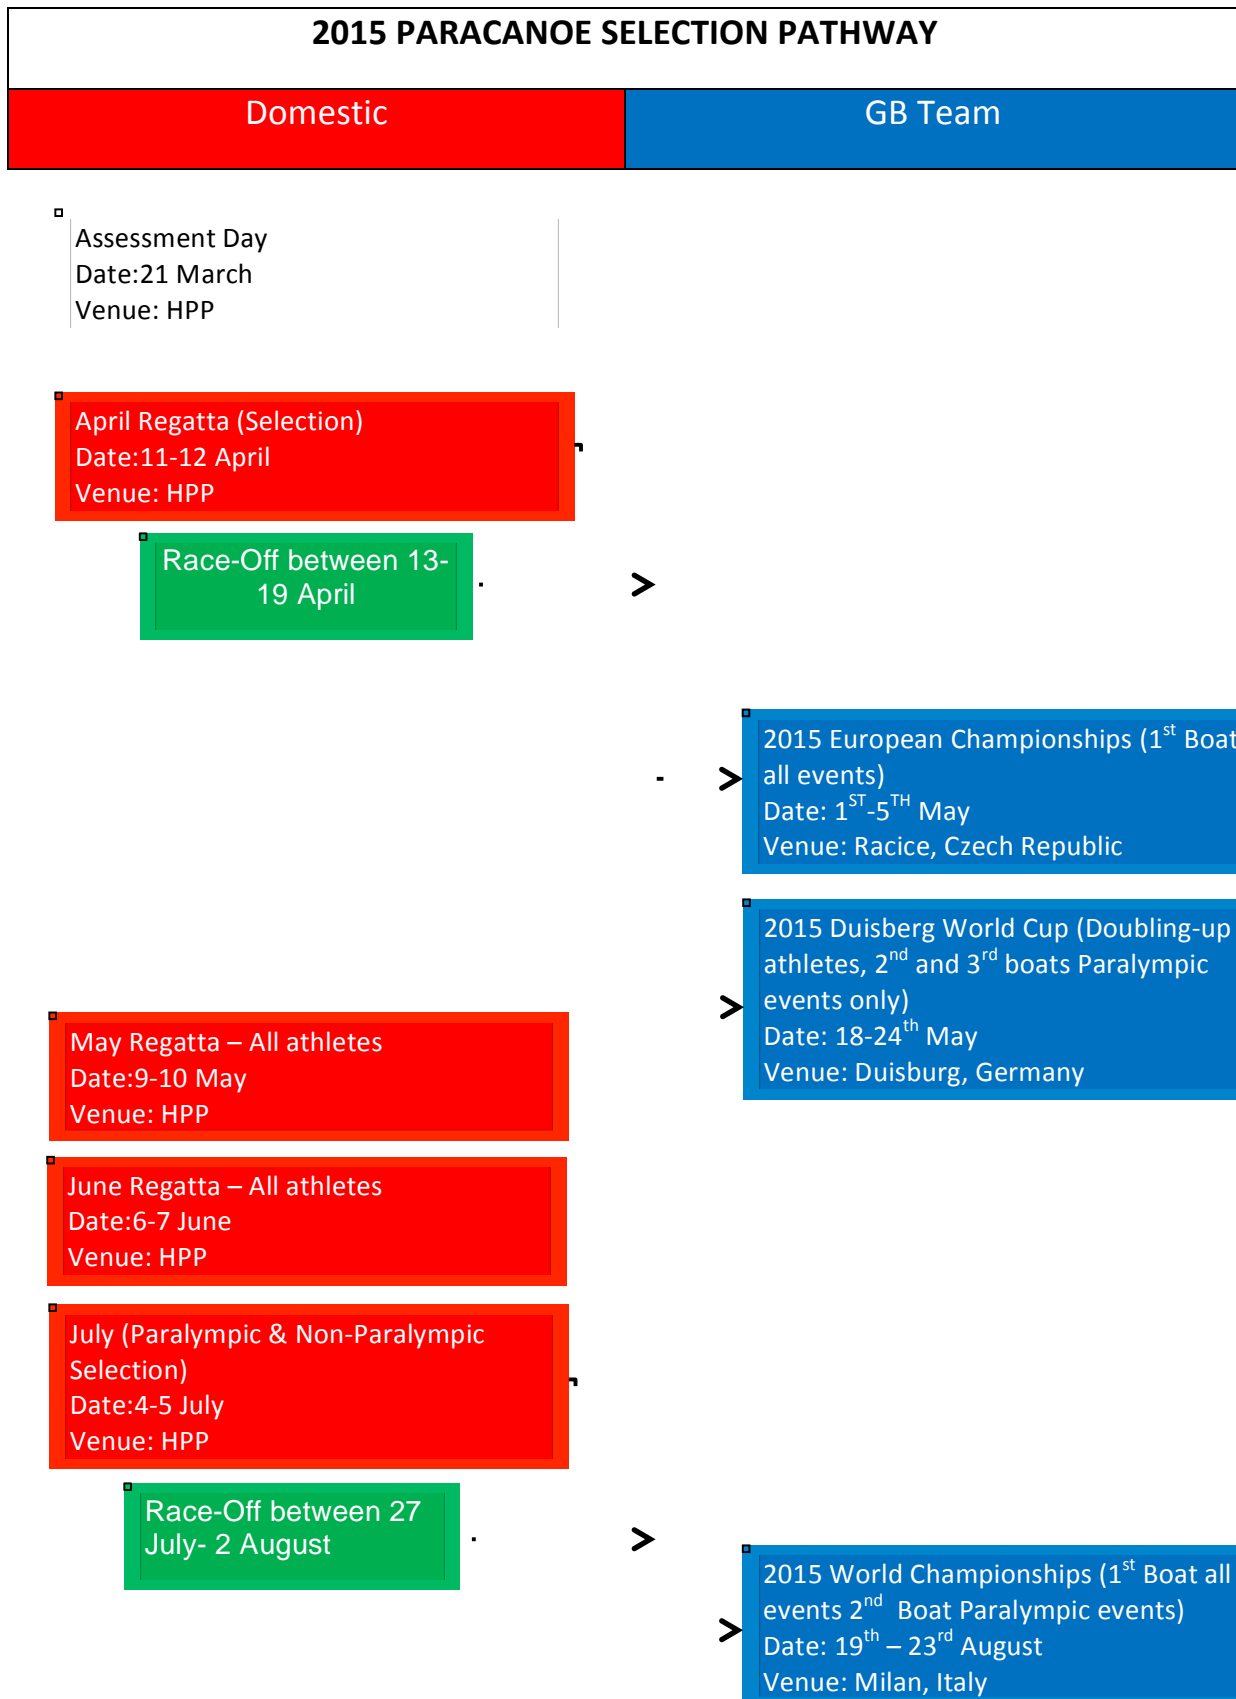 2015 PARACANOE SELECTION PATHWAY
Domestic
GB Team
Assessment Day
Date:21 March
Venue: HPP
April Regatta (Selection)
Date:11-12 April
Venue: HPP
Race-Off between 13-
19 April
2015 European Championships (1st Boat
all events)
Date: 1ST-5TH May
Venue: Racice, Czech Republic
2015 Duisberg World Cup (Doubling-up
athletes, 2nd and 3rd boats Paralympic
events only)
Date: 18-24th May
Venue: Duisburg, Germany
May Regatta – All athletes
Date:9-10 May
Venue: HPP
June Regatta – All athletes
Date:6-7 June
Venue: HPP
July (Paralympic & Non-Paralympic
Selection)
Date:4-5 July
Venue: HPP
Race-Off between 27
July- 2 August
2015 World Championships (1st Boat all
events 2nd  Boat Paralympic events)
Date: 19th – 23rd August
Venue: Milan, Italy